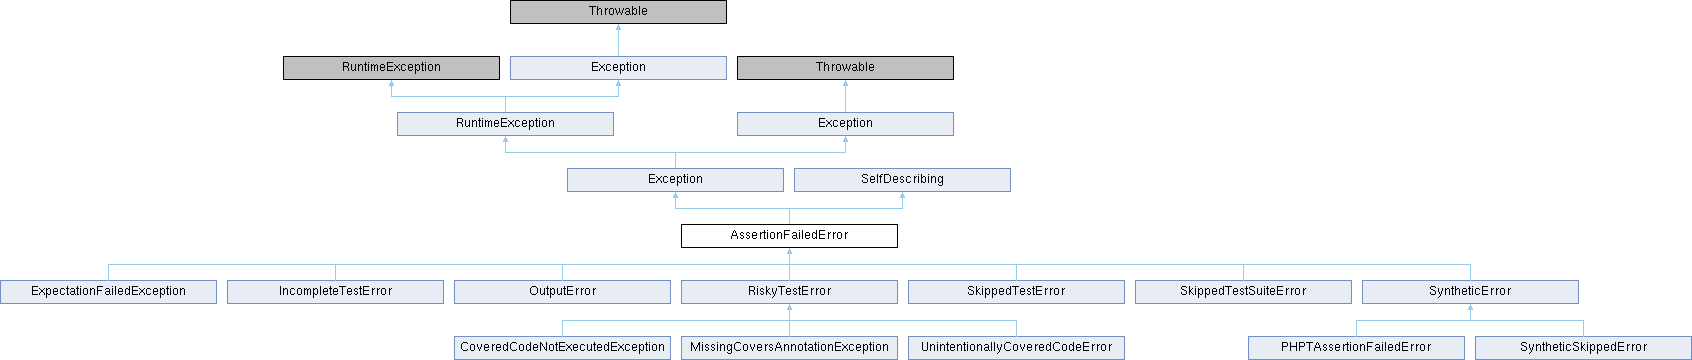 Throwable
RuntimeException
Exception
Throwable
RuntimeException
Exception
Exception
SelfDescribing
AssertionFailedError
ExpectationFailedException
IncompleteTestError
OutputError
RiskyTestError
SkippedTestError
SkippedTestSuiteError
SyntheticError
CoveredCodeNotExecutedException
MissingCoversAnnotationException
UnintentionallyCoveredCodeError
PHPTAssertionFailedError
SyntheticSkippedError